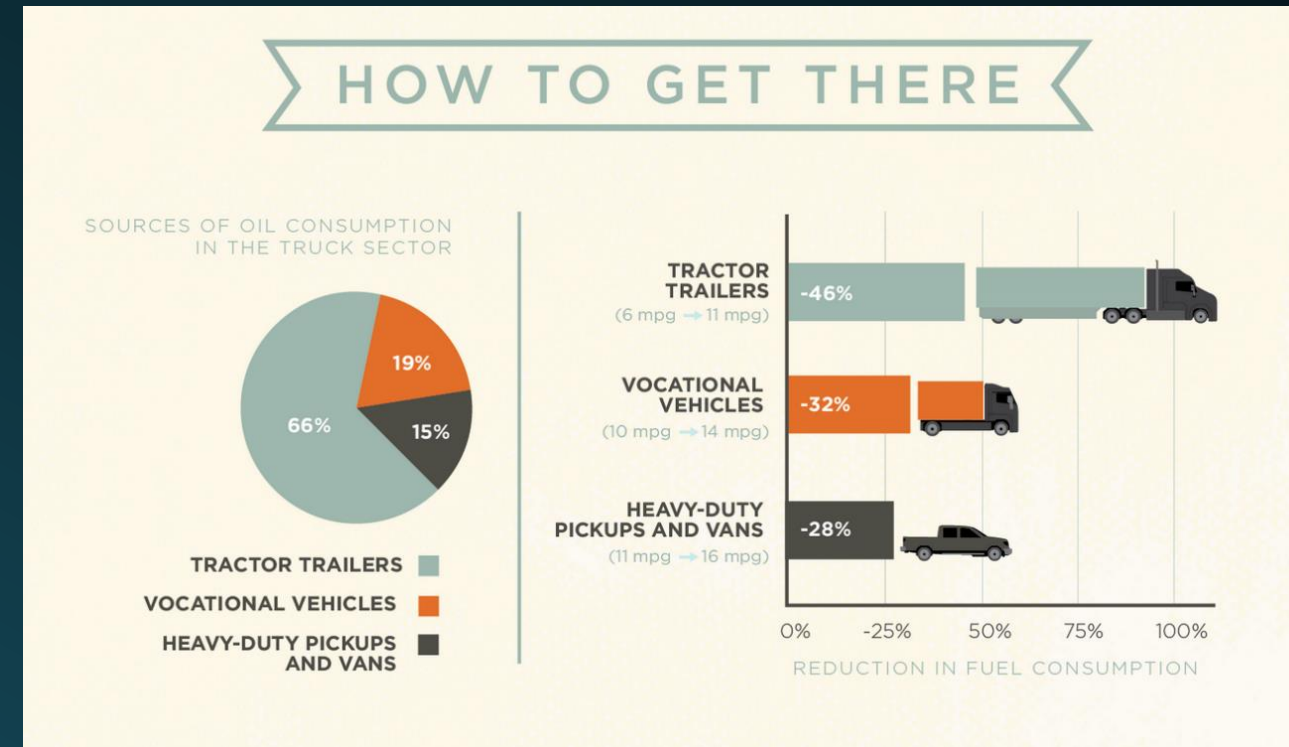 HOW TO GET THERE
SOURCES OF OIL CONSUMPTION
IN THE TRUCK SECTOR
19%
66%
15%
TRACTOR TRAILERS
VOCATIONAL VEHICLES
HEAVY-DUTY PICKUPS
AND VANS
TRACTOR
TRAILERS
(6 mpg → 11 mpg)
-46%
VOCATIONAL
VEHICLES
(10 mpg → 14 mpg)
-32%
HEAVY-DUTY
PICKUPS AND VANS
(11 mpg → 16 mpg)
-28%
0% -25% 50% 75% 100%
REDUCTION IN FUEL CONSUMPTION